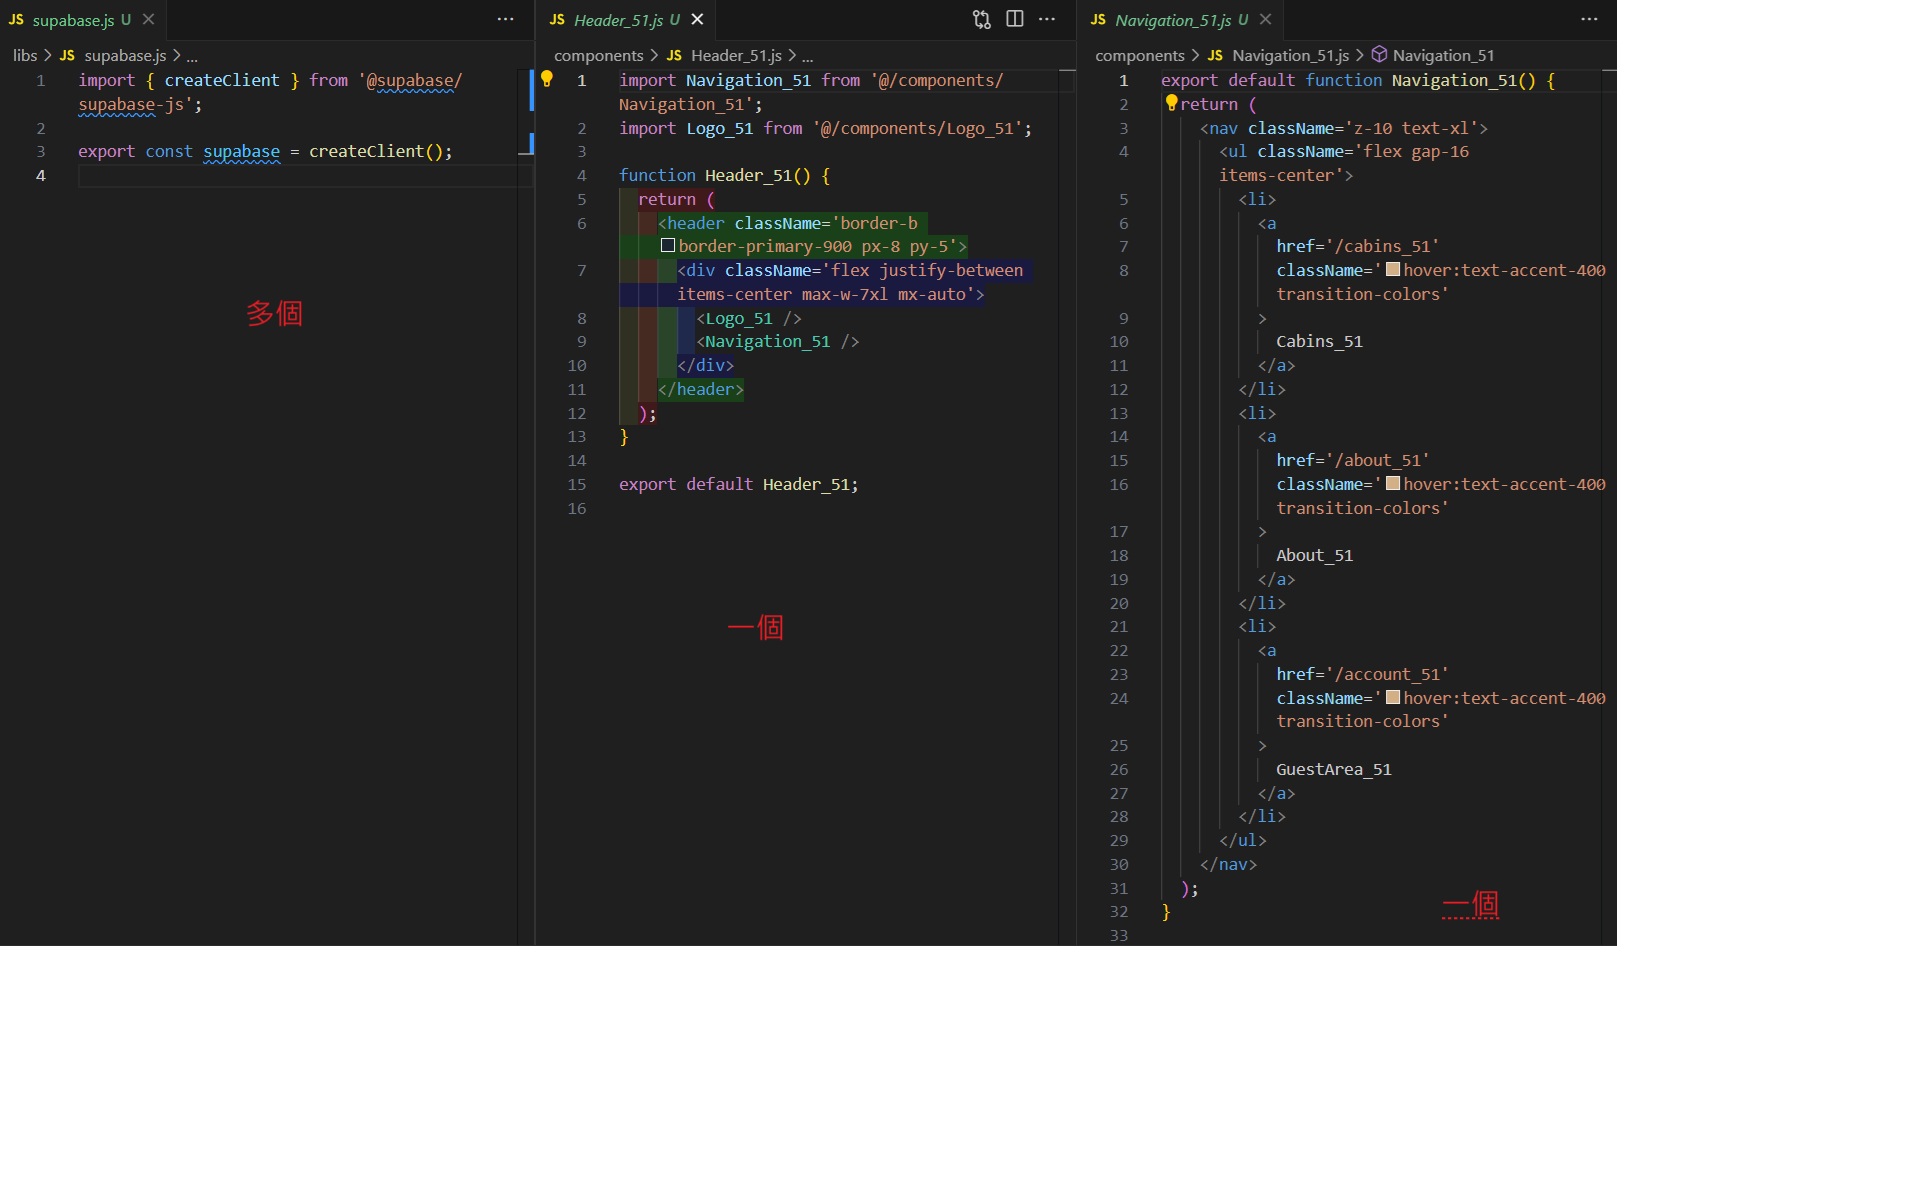 JS supabase.js U
libs > JS supabase.js > ...
1 import { createClient } from '@supabase/
supabase-js';
2
3 export const supabase = createClient();
4
多個
JS Header_51.js U
components > JS Header_51.js > ...
1 import Navigation_51 from '@/components/
Navigation_51';
2 import Logo_51 from '@/components/Logo_51';
3
4 function Header_51() {
5 return (
6 <header className='border-b
border-primary-900 px-8 py-5'>
7 <div className='flex justify-between
items-center max-w-7xl mx-auto'>
8 <Logo_51 />
9 <Navigation_51 />
10 </div>
11 </header>
12 );
13 }
14
15 export default Header_51;
16
一個
JS Navigation_51.js U
components > JS Navigation_51.js > Navigation_51
1 export default function Navigation_51() {
2 return (
3 <nav className='z-10 text-xl'>
4 <ul className='flex gap-16
items-center'>
5 <li>
6 <a
7 href='/cabins_51'
8 className='hover:text-accent-400
transition-colors'
9 >
10 Cabins_51
11 </a>
12 </li>
13 <li>
14 <a
15 href='/about_51'
16 className='hover:text-accent-400
transition-colors'
17 >
18 About_51
19 </a>
20 </li>
21 <li>
22 <a
23 href='/account_51'
24 className='hover:text-accent-400
transition-colors'
25 >
26 GuestArea_51
27 </a>
28 </li>
29 </ul>
30 </nav>
31 );
32 }
33
一個